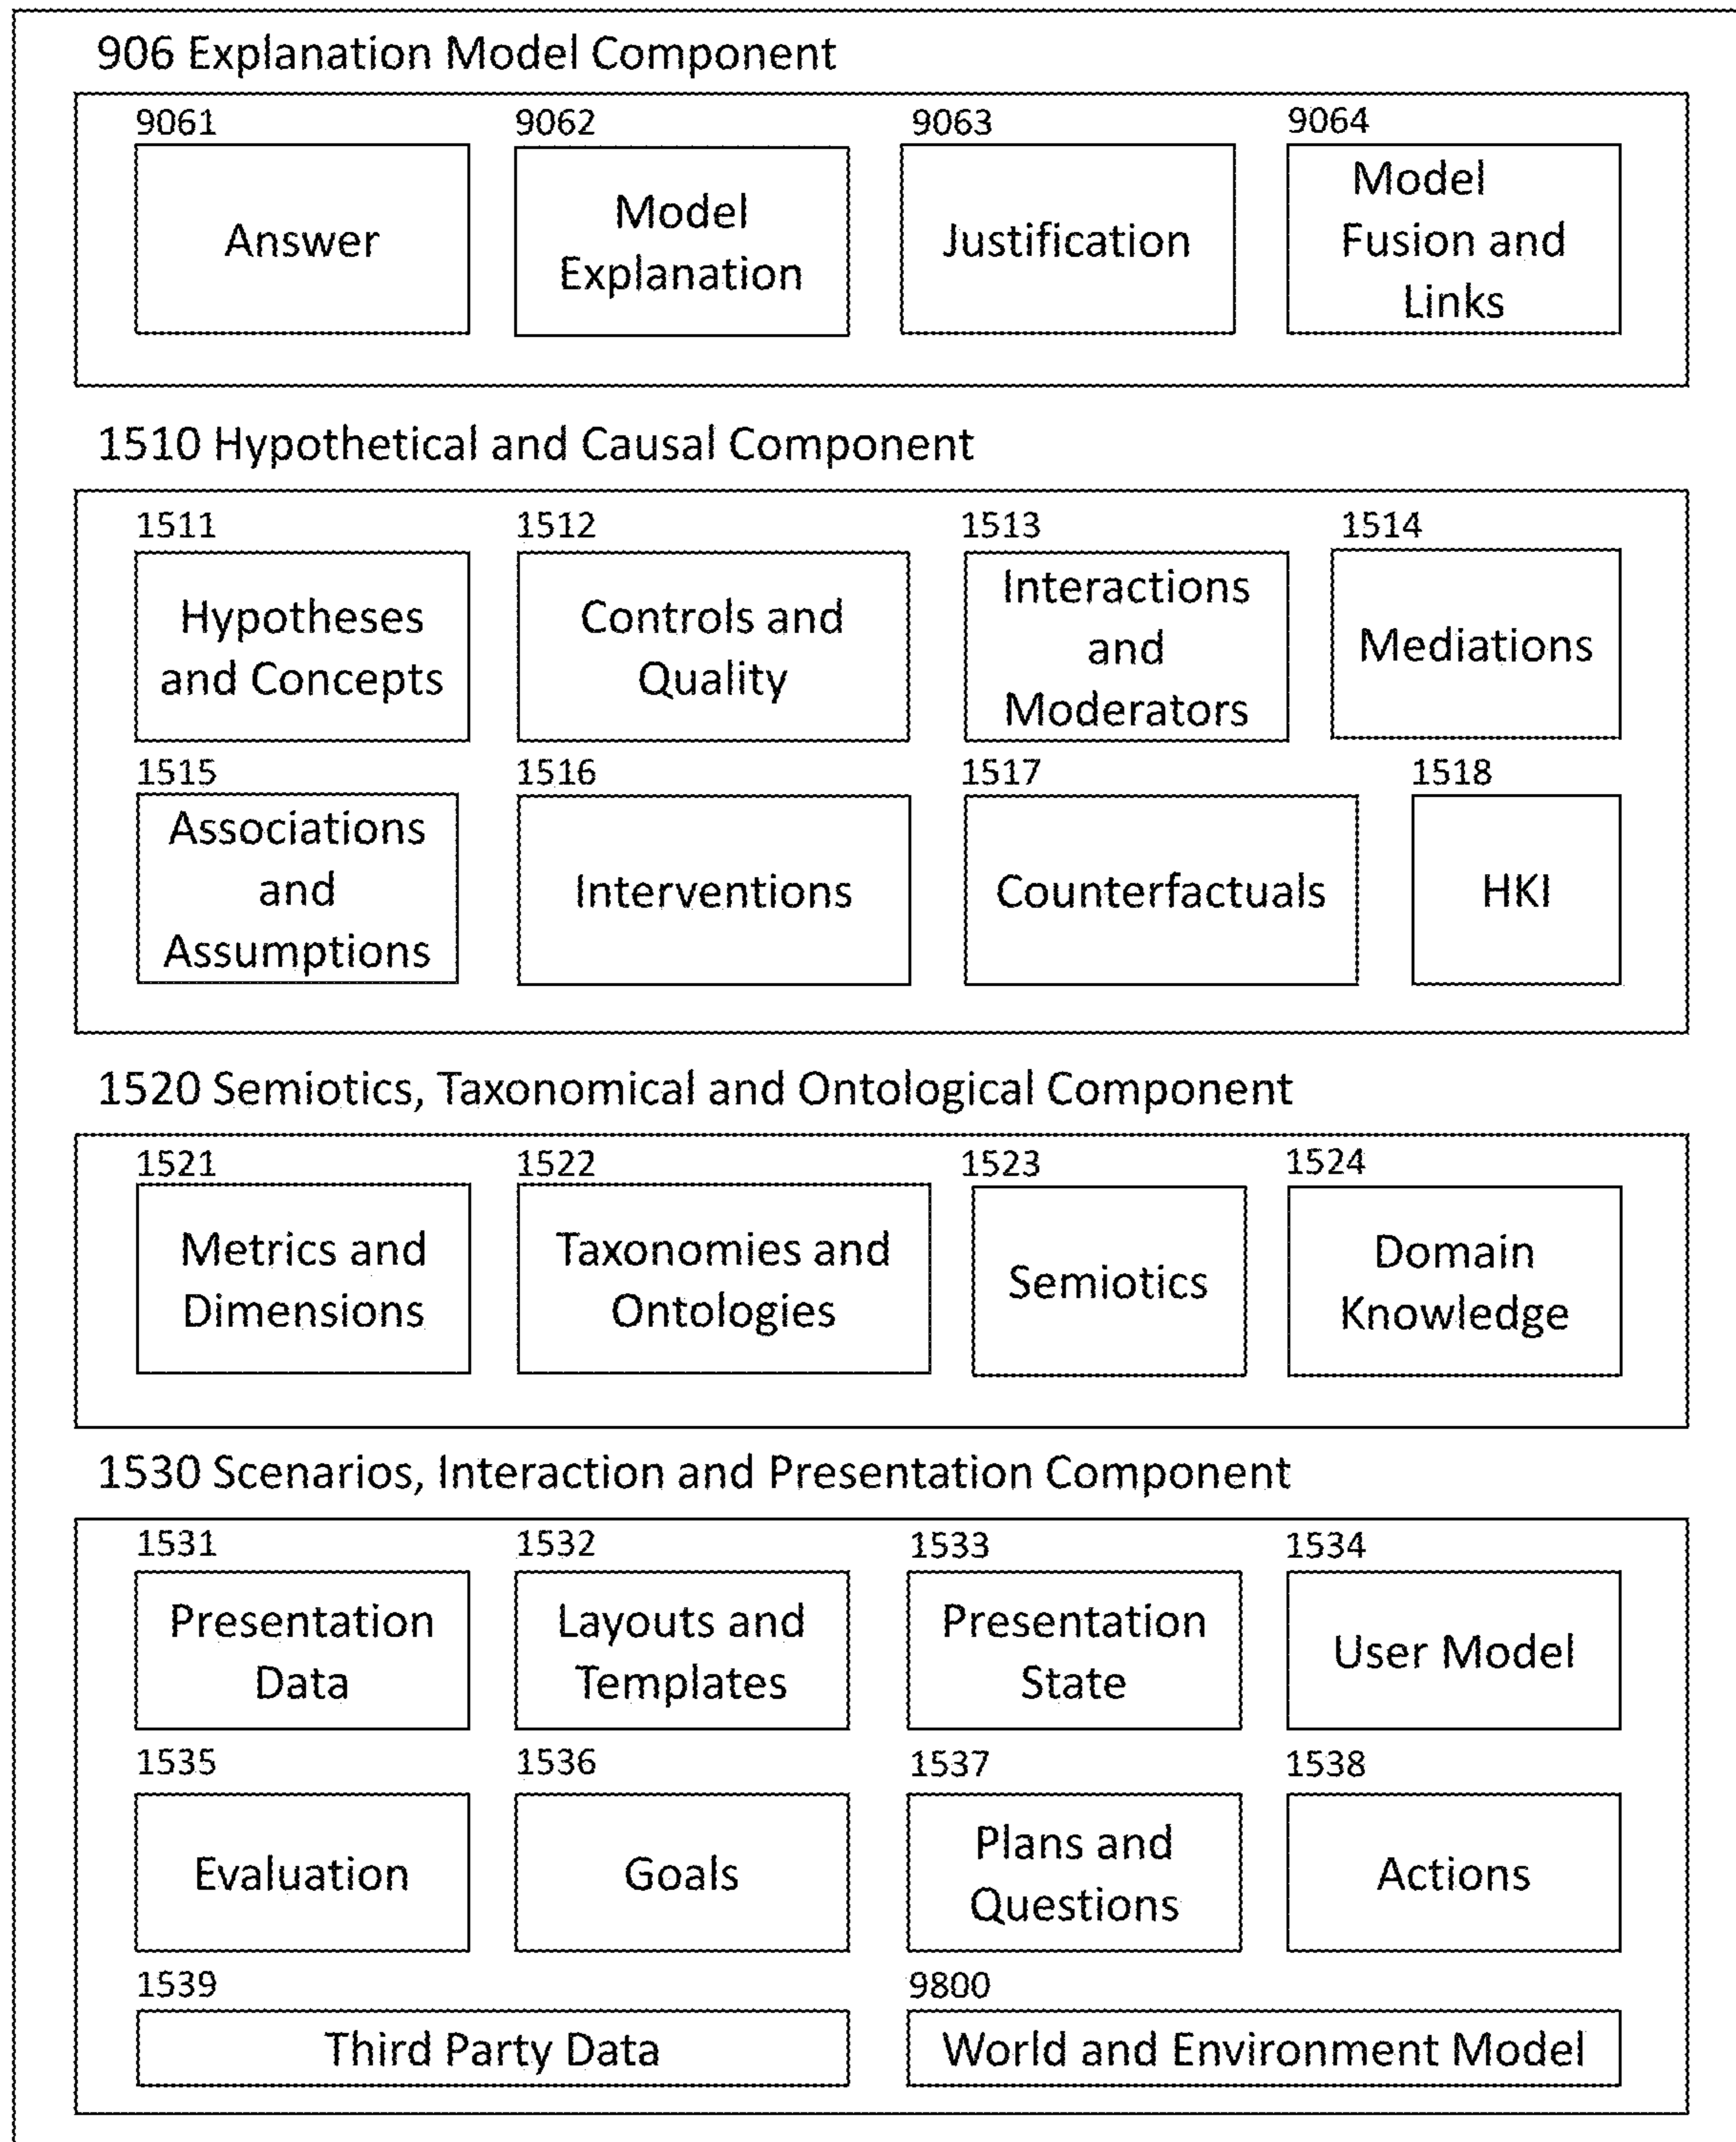 906 Explanation Model Component
9061
Answer
9062
Model
Explanation
9063
Justification
9064
Model
Fusion and
Links
1510 Hypothetical and Causal Component
1511
Hypotheses
and Concepts
1512
Controls and
Quality
1513
Interactions
and
Moderators
1514
Mediations
1515
Associations
and
Assumptions
1516
Interventions
1517
Counterfactuals
1518
HKI
1520 Semiotics, Taxonomical and Ontological Component
1521
Metrics and
Dimensions
1522
Taxonomies and
Ontologies
1523
Semiotics
1524
Domain
Knowledge
1530 Scenarios, Interaction and Presentation Component
1531
Presentation
Data
1532
Layouts and
Templates
1533
Presentation
State
1534
User Model
1535
Evaluation
1536
Goals
1537
Plans and
Questions
1538
Actions
1539
Third Party Data
9800
World and Environment Model